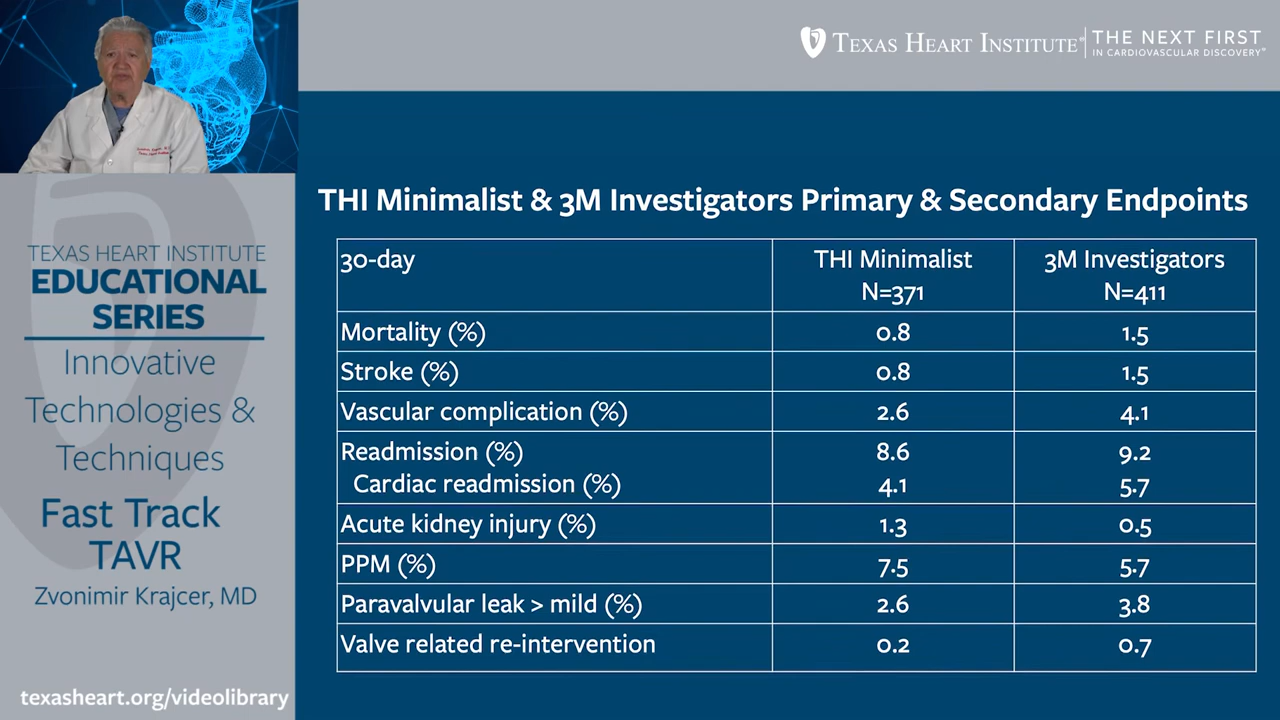 TEXAS HEART INSTITUTE® THE NEXT FIRST
IN CARDIOVASCULAR DISCOVERY™
TEXAS HEART INSTITUTE
EDUCATIONAL
SERIES
Innovative
Technologies &
Techniques
Fast Track
TAVR
Zvonimir Krajcer, MD
texasheart.org/videolibrary
THI Minimalist & 3M Investigators Primary & Secondary Endpoints
30-day THI Minimalist 3M Investigators
N=371 N=411
Mortality (%) 0.8 1.5
Stroke (%) 0.8 1.5
Vascular complication (%) 2.6 4.1
Readmission (%) 8.6 9.2
Cardiac readmission (%) 4.1 5.7
Acute kidney injury (%) 1.3 0.5
PPM (%) 7.5 5.7
Paravalvular leak > mild (%) 2.6 3.8
Valve related re-intervention 0.2 0.7